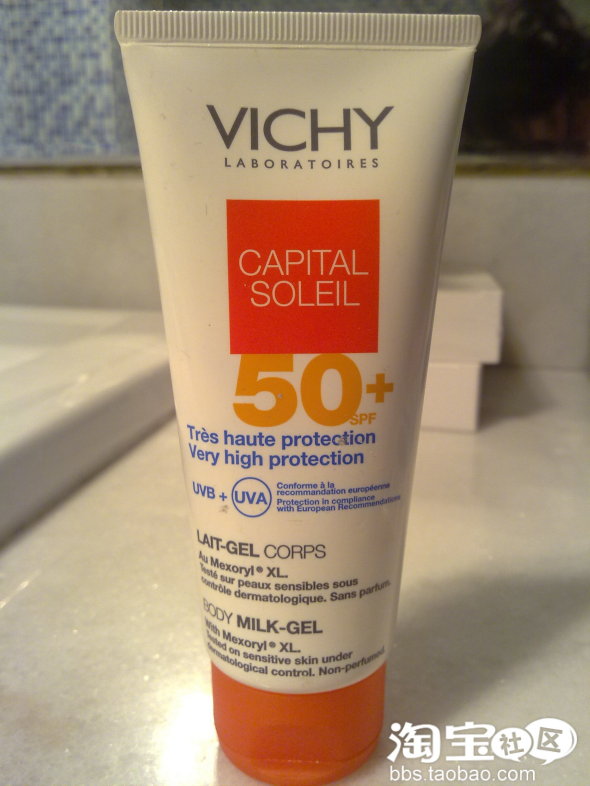 VICHY
LABORATOIRES
CAPITAL
SOLEIL
50+
SPF
Très haute protection
Very high protection
UVB + UVA
Conforme à la
recommandation européenne
Protection in compliance
with European Recommendations
LAIT-GEL CORPS
Au Mexoryl® XL.
Testé sur peaux sensibles sous
contrôle dermatologique. Sans parfum.
BODY MILK-GEL
With Mexoryl® XL.
Tested on sensitive skin under
dermatological control. Non-perfumed.
淘宝社区
bbs.taobao.com